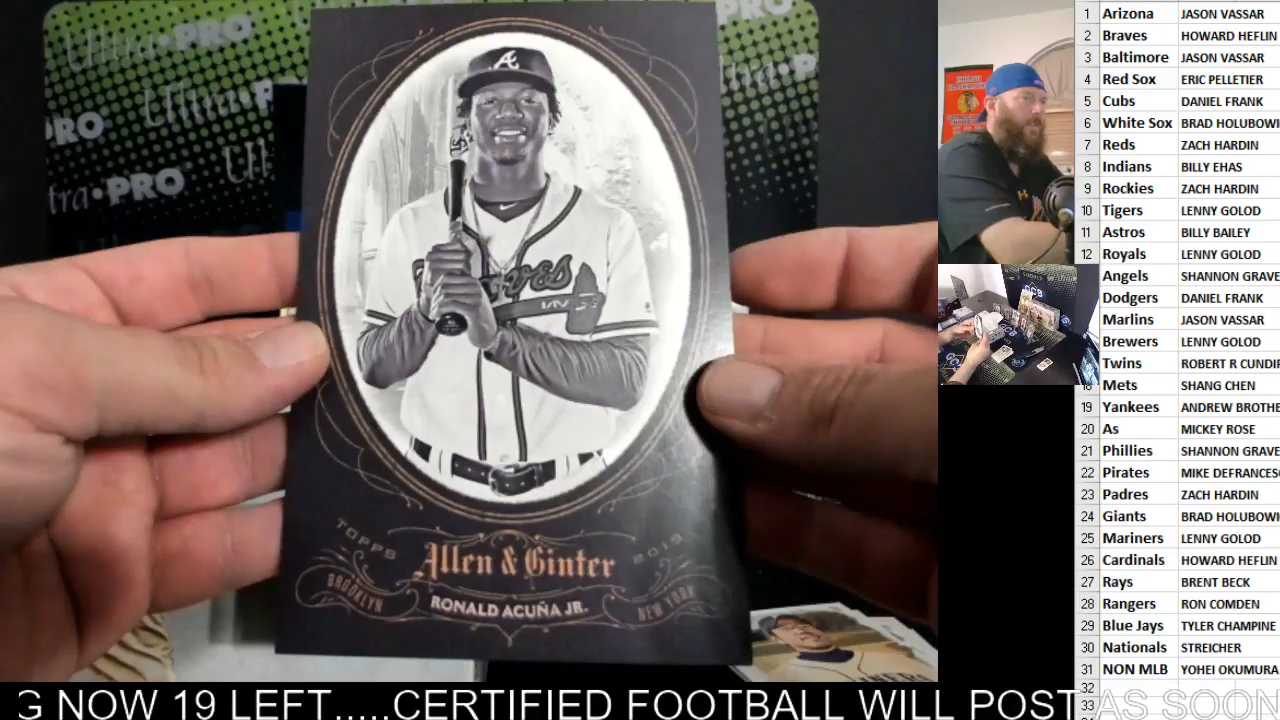 Ultra•PRO
PRO
tra•PRO
A
Braves
TOPPS 2019
Allen & Ginter
BROOKLYN NEW YORK
RONALD ACUÑA JR.
1 Arizona JASON VASSAR
2 Braves HOWARD HEFLIN
3 Baltimore JASON VASSAR
4 Red Sox ERIC PELLETIER
5 Cubs DANIEL FRANK
6 White Sox BRAD HOLUBOWI
7 Reds ZACH HARDIN
8 Indians BILLY EHAS
9 Rockies ZACH HARDIN
10 Tigers LENNY GOLOD
11 Astros BILLY BAILEY
12 Royals LENNY GOLOD
Angels SHANNON GRAVE
Dodgers DANIEL FRANK
Marlins JASON VASSAR
Brewers LENNY GOLOD
Twins ROBERT R CUNDIF
18 Mets SHANG CHEN
19 Yankees ANDREW BROTHE
20 As MICKEY ROSE
21 Phillies SHANNON GRAVE
22 Pirates MIKE DEFRANCESC
23 Padres ZACH HARDIN
24 Giants BRAD HOLUBOWI
25 Mariners LENNY GOLOD
26 Cardinals HOWARD HEFLIN
27 Rays BRENT BECK
28 Rangers RON COMDEN
29 Blue Jays TYLER CHAMPINE
30 Nationals STREICHER
31 NON MLB YOHEI OKUMURA
32
33
G NOW 19 LEFT.....CERTIFIED FOOTBALL WILL POST AS SOON